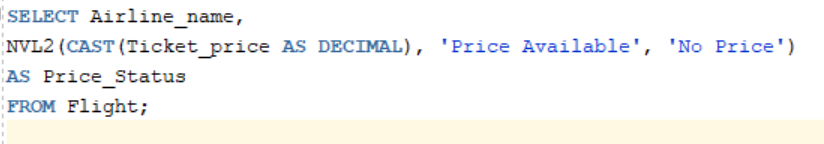 SELECT Airline_name,
NVL2(CAST(Ticket_price AS DECIMAL), 'Price Available', 'No Price')
AS Price_Status
FROM Flight;